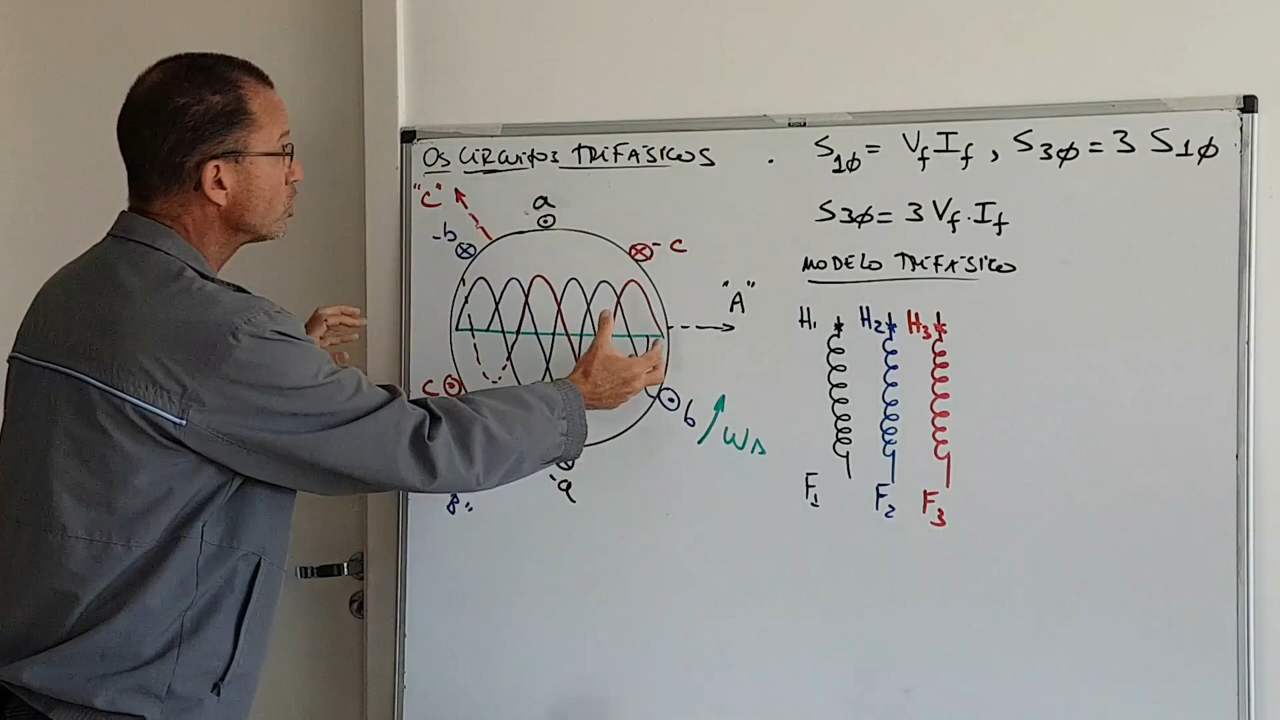 OS CIRCUITOS TRIFÁSICOS . S1ϕ = Vf If , S3ϕ = 3 S1ϕ
"C"
a
-b
-c
S3ϕ = 3 Vf . If
MODELO TRIFÁSICO
"A"
H1 H2 H3
c
b
ws
-a
F1 F2 F3